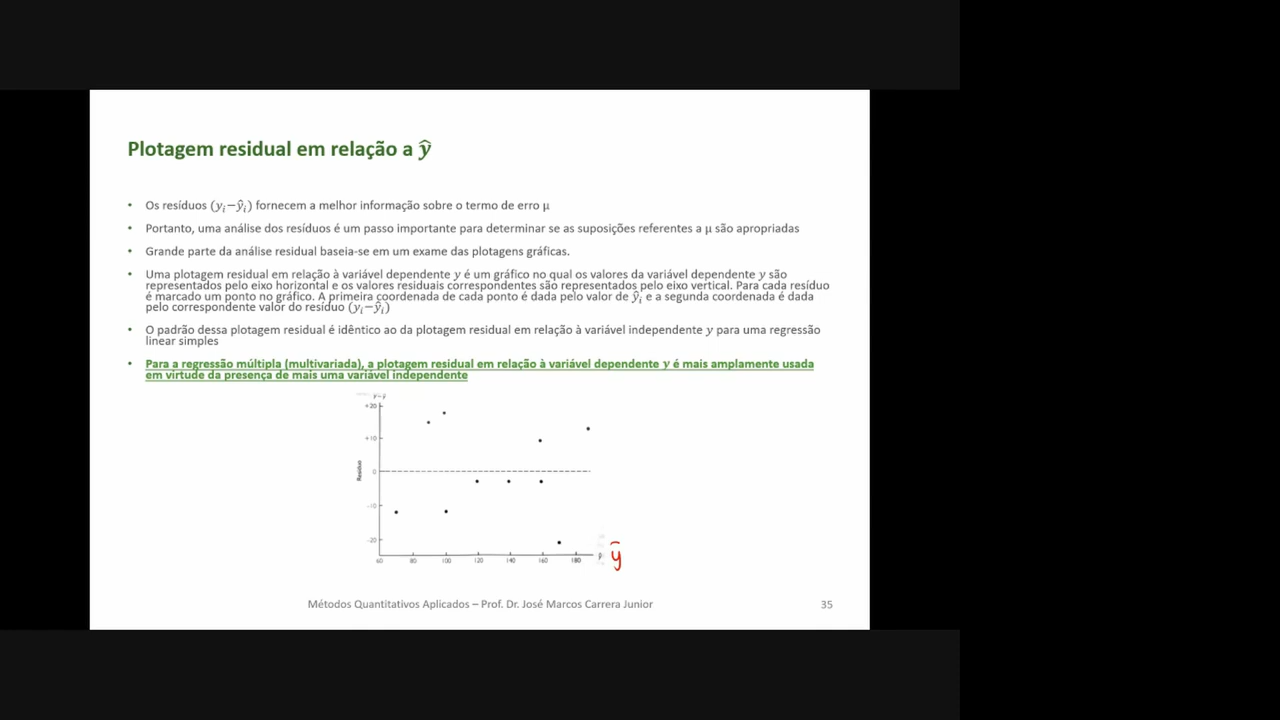 Plotagem residual em relação a ŷ
• Os resíduos (yᵢ−ŷᵢ) fornecem a melhor informação sobre o termo de erro µ
• Portanto, uma análise dos resíduos é um passo importante para determinar se as suposições referentes a µ são apropriadas
• Grande parte da análise residual baseia-se em um exame das plotagens gráficas.
• Uma plotagem residual em relação à variável dependente y é um gráfico no qual os valores da variável dependente y são
representados pelo eixo horizontal e os valores residuais correspondentes são representados pelo eixo vertical. Para cada resíduo
é marcado um ponto no gráfico. A primeira coordenada de cada ponto é dada pelo valor de ŷᵢ e a segunda coordenada é dada
pelo correspondente valor do resíduo (yᵢ−ŷᵢ)
• O padrão dessa plotagem residual é idêntico ao da plotagem residual em relação à variável independente y para uma regressão
linear simples
• Para a regressão múltipla (multivariada), a plotagem residual em relação à variável dependente y é mais amplamente usada
em virtude da presença de mais uma variável independente
y−ŷ
+20
+10
Resíduo
0
−10
−20
60 80 100 120 140 160 180
ŷ
ȳ
Métodos Quantitativos Aplicados – Prof. Dr. José Marcos Carrera Junior
35